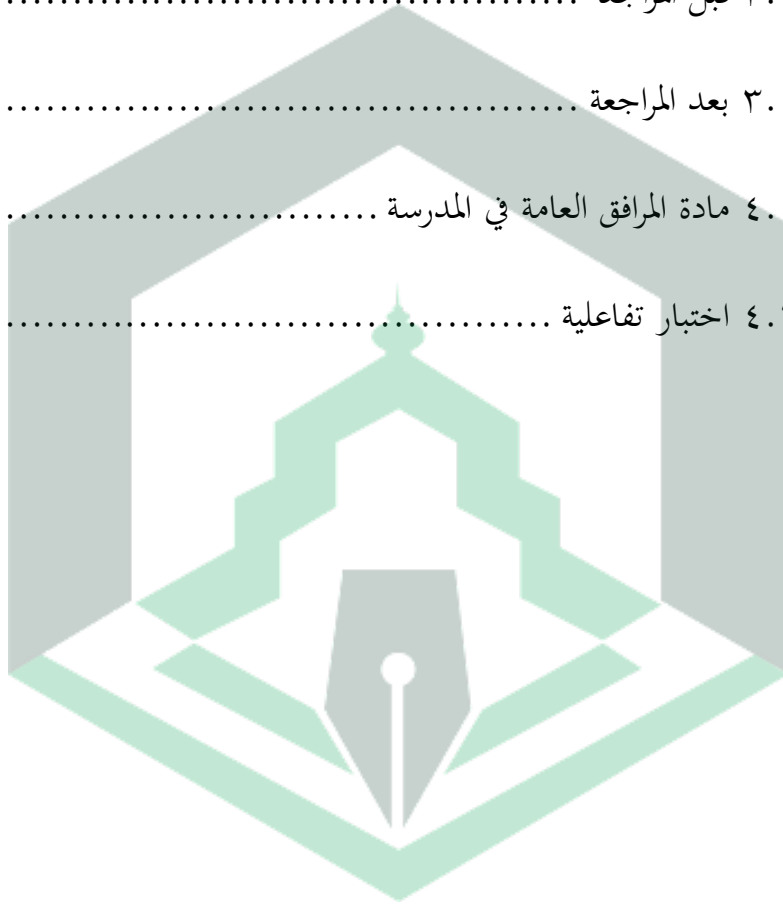 .٣ بعد المراجعة ............................................
.٤ مادة المرافق العامة في المدرسة ............................
٤. اختبار تفاعلية ............................................